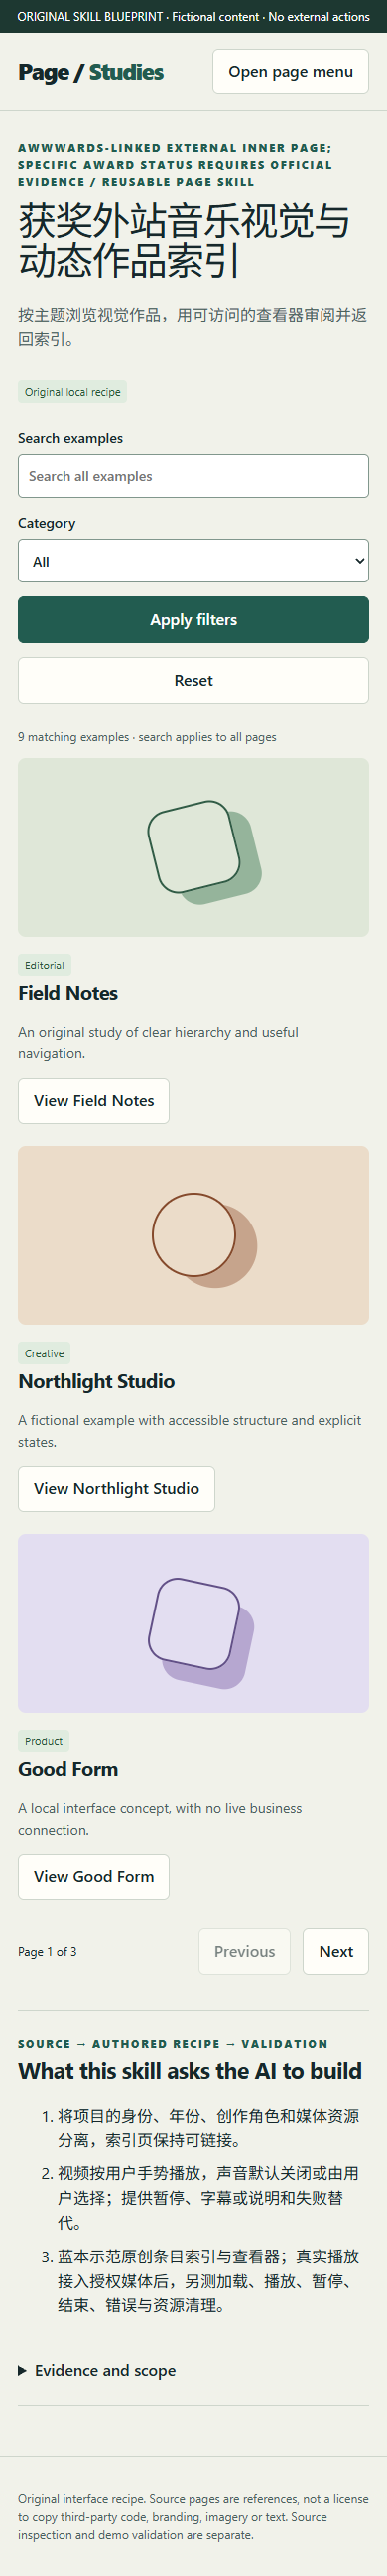 ORIGINAL SKILL BLUEPRINT · Fictional content · No external actions
Page / Studies
Open page menu
AWWWARDS-LINKED EXTERNAL INNER PAGE;
SPECIFIC AWARD STATUS REQUIRES OFFICIAL
EVIDENCE / REUSABLE PAGE SKILL
获奖外站音乐视觉与
动态作品索引
按主题浏览视觉作品，用可访问的查看器审阅并返
回索引。
Original local recipe
Search examples
Search all examples
Category
All
Apply filters
Reset
9 matching examples · search applies to all pages
Editorial
Field Notes
An original study of clear hierarchy and useful
navigation.
View Field Notes
Creative
Northlight Studio
A fictional example with accessible structure and explicit
states.
View Northlight Studio
Product
Good Form
A local interface concept, with no live business
connection.
View Good Form
Page 1 of 3
Previous
Next
SOURCE → AUTHORED RECIPE → VALIDATION
What this skill asks the AI to build
1. 将项目的身份、年份、创作角色和媒体资源
分离，索引页保持可链接。
2. 视频按用户手势播放，声音默认关闭或由用
户选择；提供暂停、字幕或说明和失败替
代。
3. 蓝本示范原创条目索引与查看器；真实播放
接入授权媒体后，另测加载、播放、暂停、
结束、错误与资源清理。
Evidence and scope
Original interface recipe. Source pages are references, not a license
to copy third-party code, branding, imagery or text. Source
inspection and demo validation are separate.